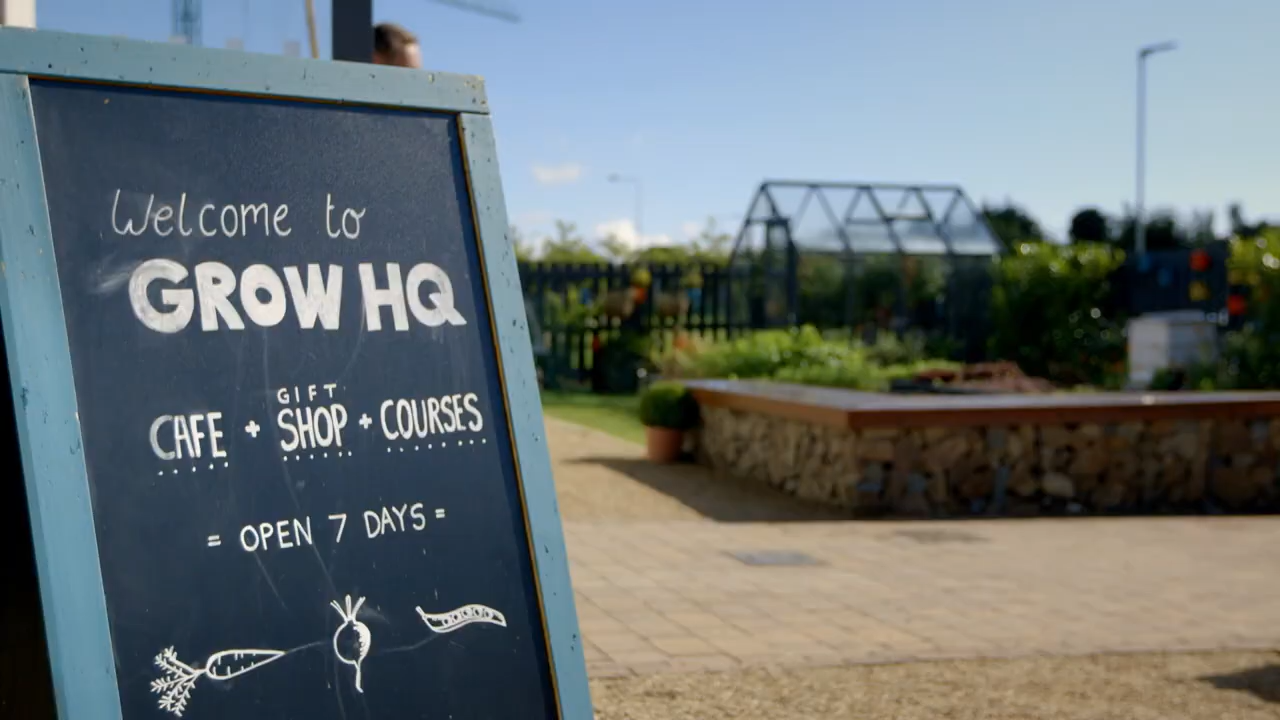 Welcome to
GROW HQ
CAFE + GIFT SHOP + COURSES
= OPEN 7 DAYS =